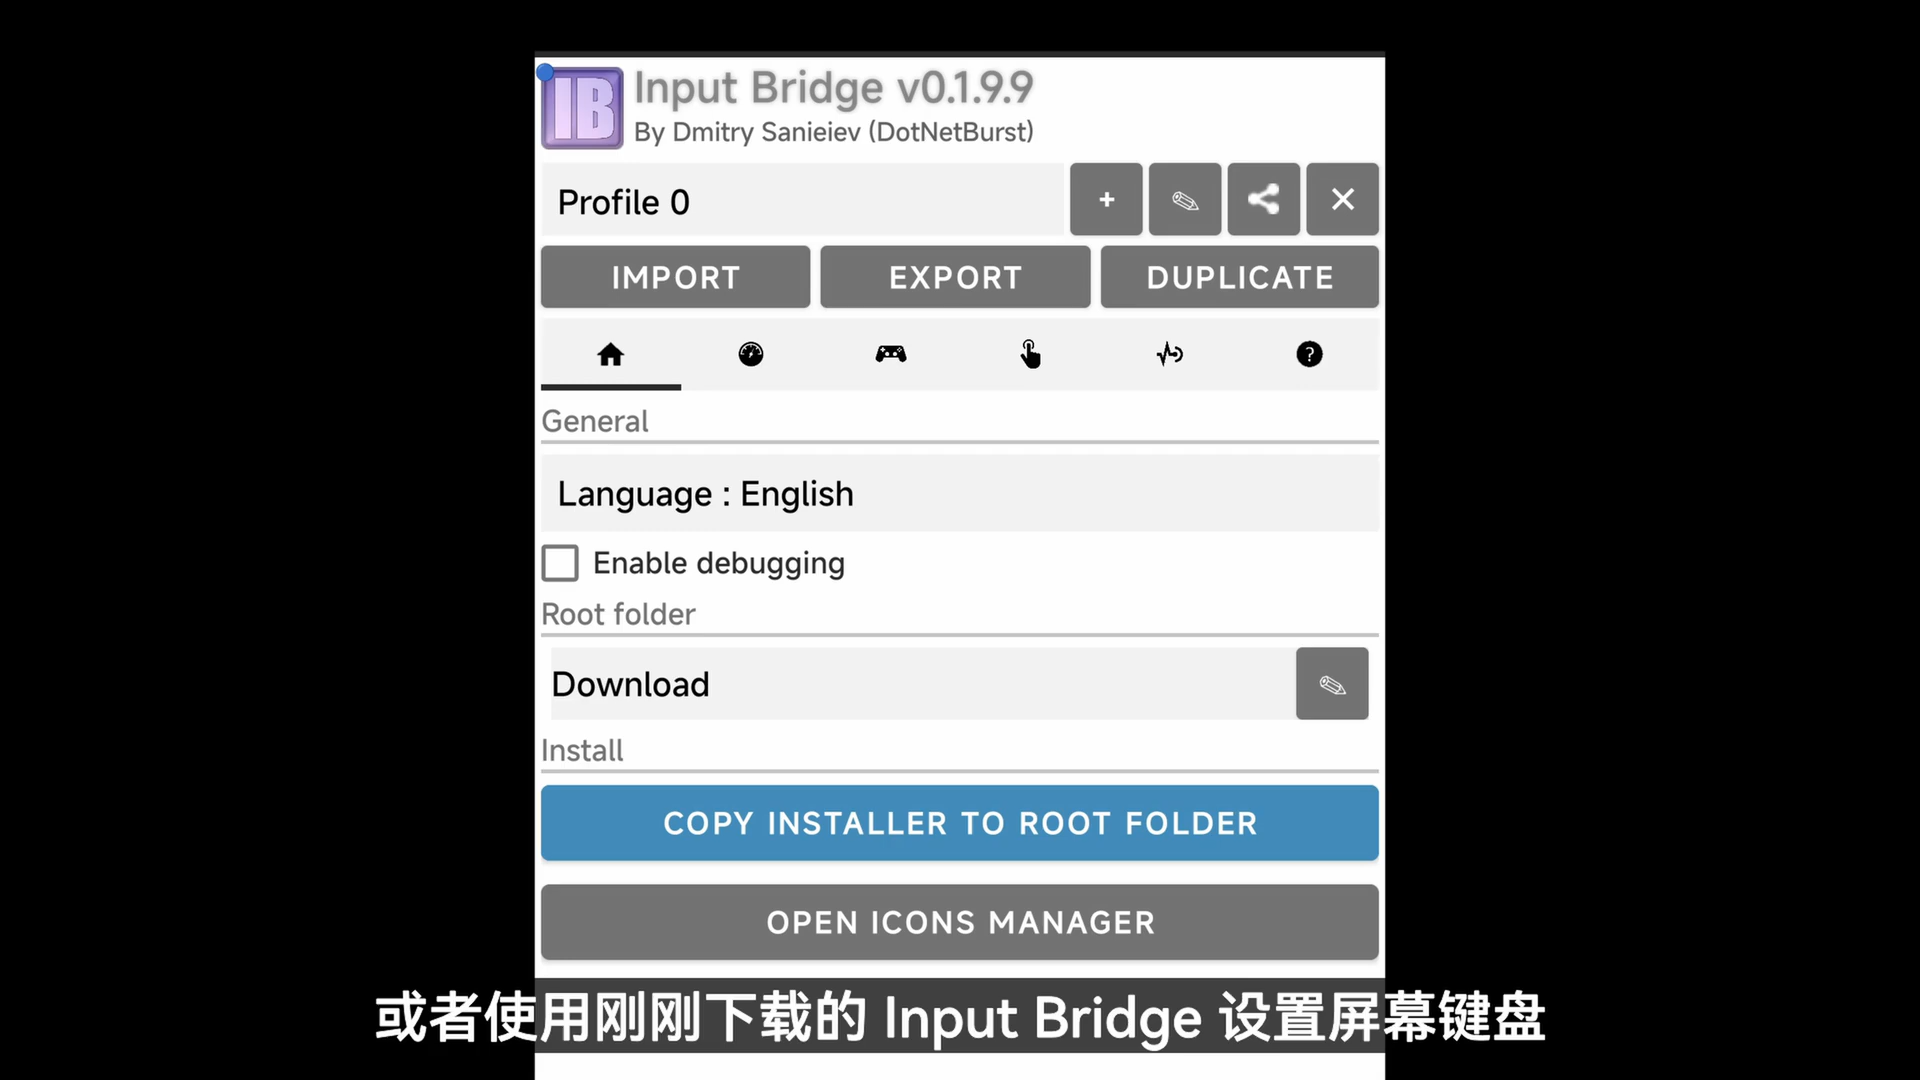 IB
Input Bridge v0.1.9.9
By Dmitry Sanieiev (DotNetBurst)
Profile 0
+
IMPORT EXPORT DUPLICATE
General
Language : English
Enable debugging
Root folder
Download
Install
COPY INSTALLER TO ROOT FOLDER
OPEN ICONS MANAGER
或者使用刚刚下载的 Input Bridge 设置屏幕键盘